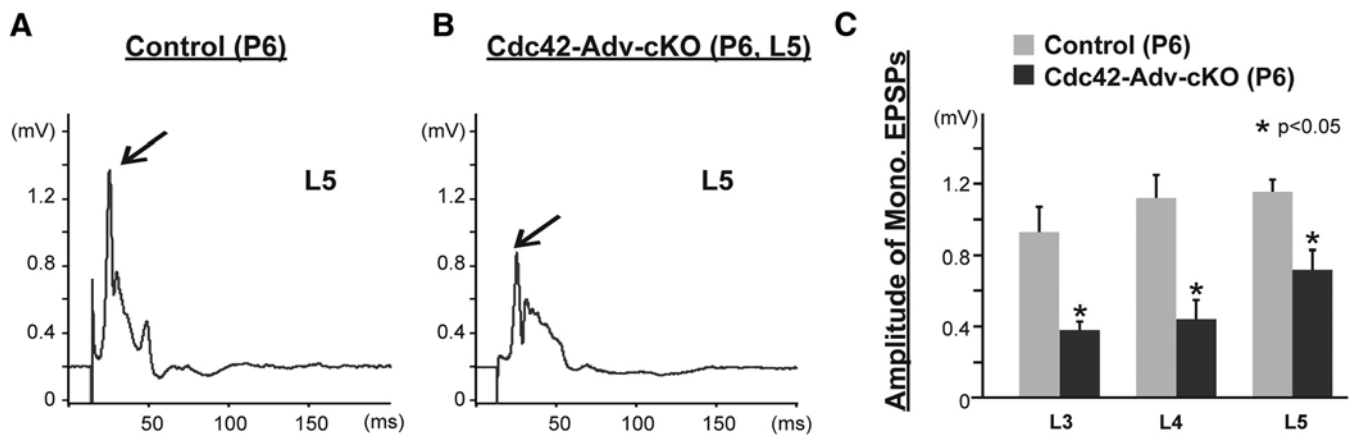 A
Control (P6)
(mV)
1.2
0.8
0.4
0
L5
50
100
150
(ms)
B
Cdc42-Adv-cKO (P6, L5)
(mV)
1.2
0.8
0.4
0
L5
50
100
150
(ms)
C
Control (P6)
Cdc42-Adv-cKO (P6)
* p<0.05
Amplitude of Mono. EPSPs
(mV)
1.2
0.8
0.4
0
*
*
*
L3
L4
L5